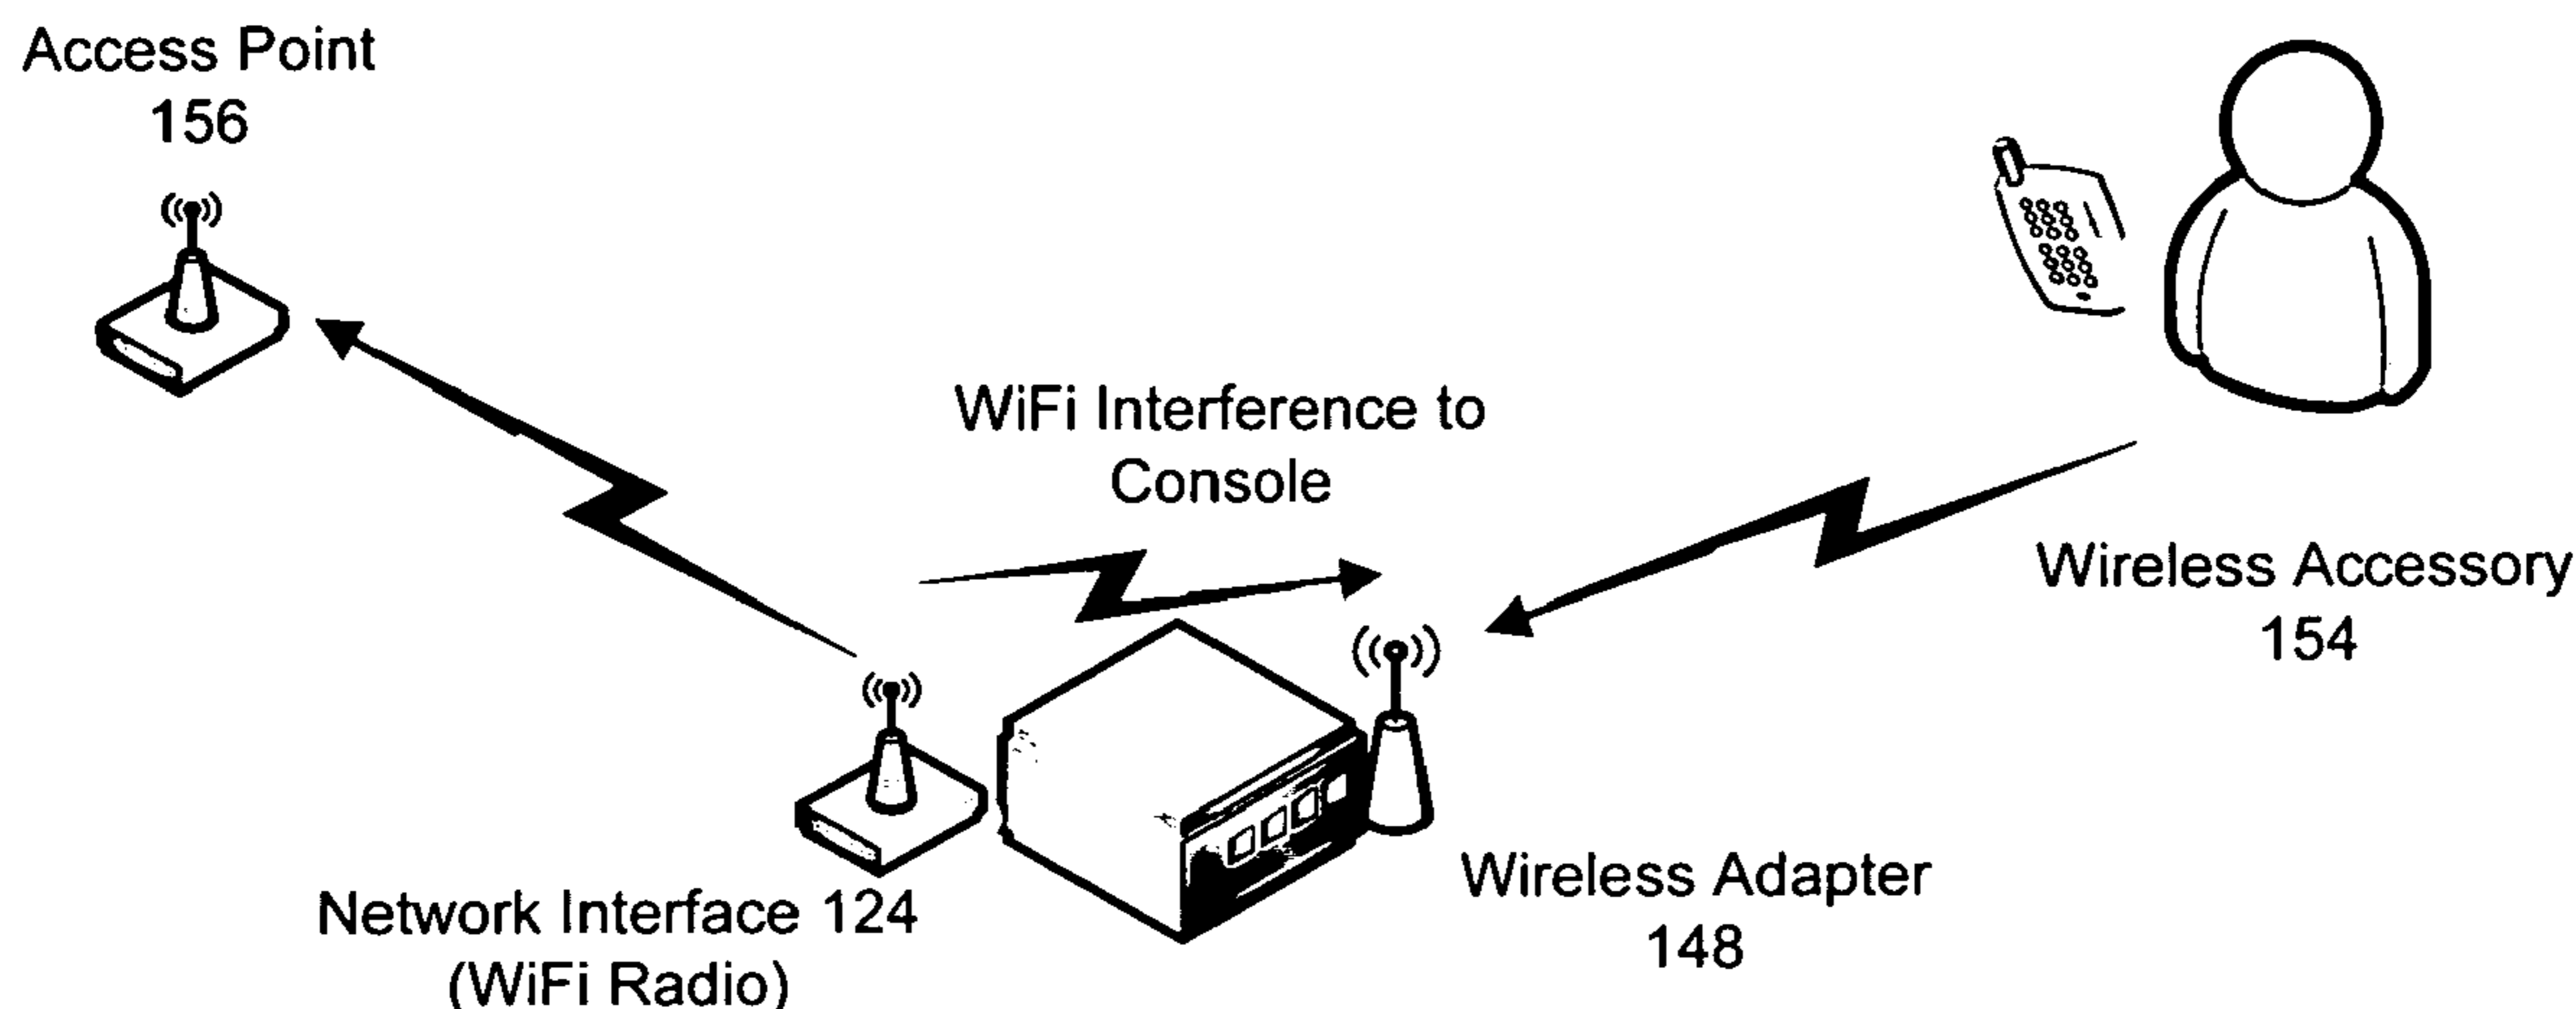 Access Point
156
WiFi Interference to
Console
Wireless Accessory
154
Network Interface 124
(WiFi Radio)
Wireless Adapter
148